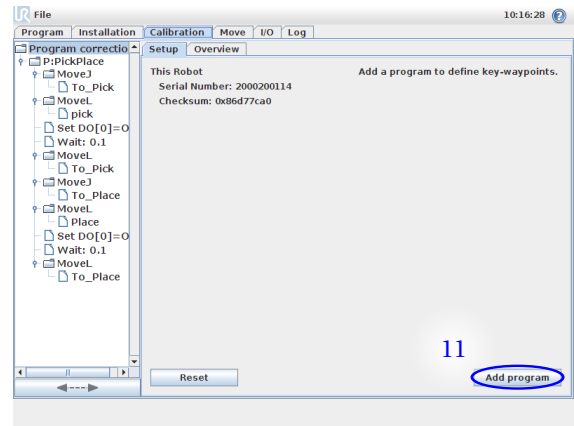 UR File 10:16:28
Program Installation Calibration Move I/O Log
Program correctio Setup Overview
P:PickPlace
MoveJ
To_Pick
MoveL
pick
Set DO[0]=O
Wait: 0.1
MoveL
To_Pick
MoveJ
To_Place
MoveL
Place
Set DO[0]=O
Wait: 0.1
MoveL
To_Place
This Robot
Serial Number: 2000200114
Checksum: 0x86d77ca0
Add a program to define key-waypoints.
11
Reset Add program